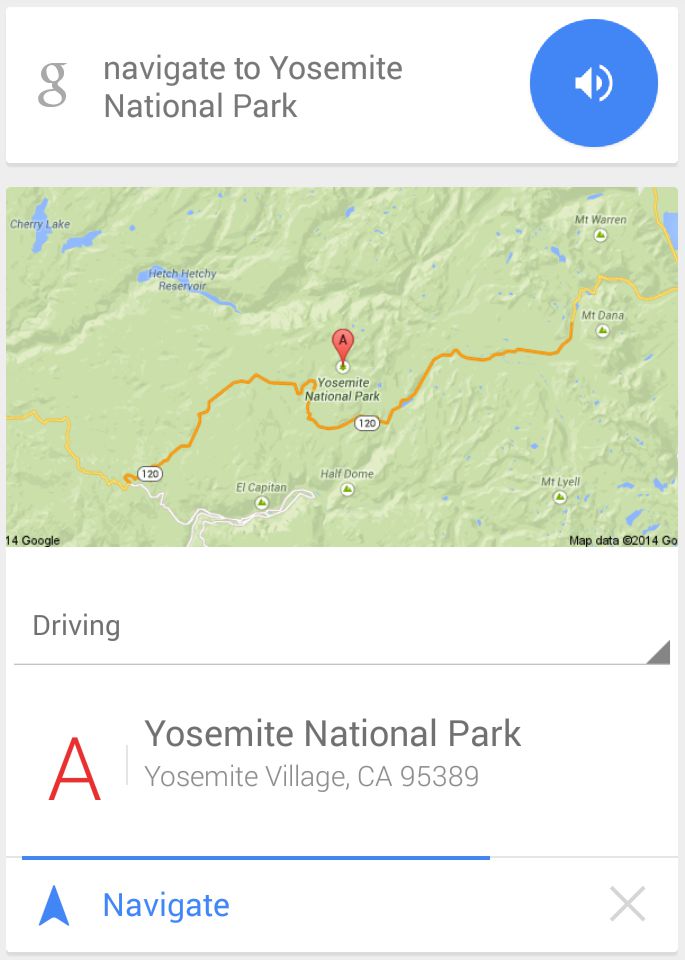 g
navigate to Yosemite
National Park
Cherry Lake
Mt Warren
Hetch Hetchy
Reservoir
Mt Dana
A
Yosemite
National Park
120
120
El Capitan
Half Dome
Mt Lyell
14 Google
Map data ©2014 Go
Driving
A
Yosemite National Park
Yosemite Village, CA 95389
Navigate